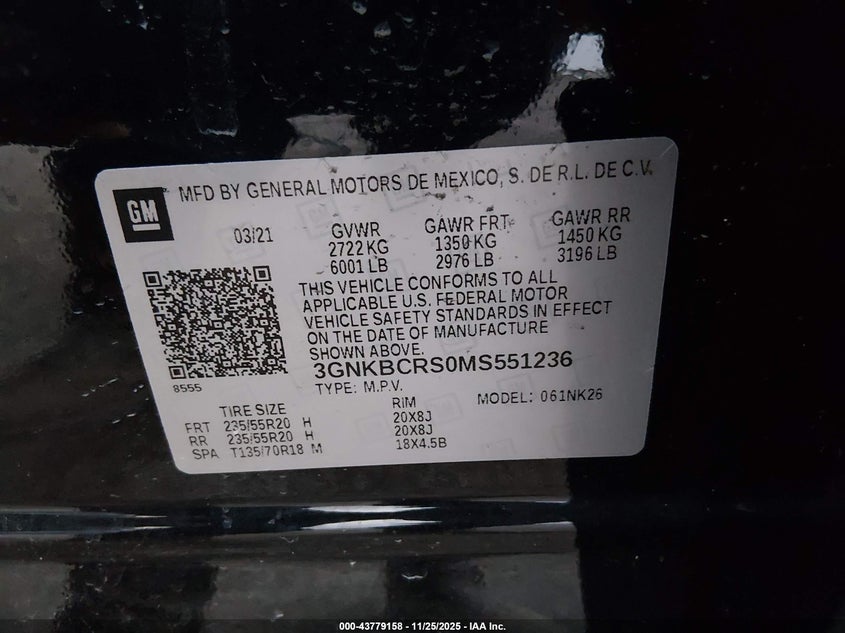 GM
MFD BY GENERAL MOTORS DE MEXICO, S. DE R.L. DE C.V.
03/21
GVWR
2722 KG
6001 LB
GAWR FRT
1350 KG
2976 LB
GAWR RR
1450 KG
3196 LB
THIS VEHICLE CONFORMS TO ALL
APPLICABLE U.S. FEDERAL MOTOR
VEHICLE SAFETY STANDARDS IN EFFECT
ON THE DATE OF MANUFACTURE
SHOWN ABOVE.
3GNKBCRS0MS551236
8555
TYPE: M.P.V.
MODEL: 061NK26
TIRE SIZE RIM
FRT 235/55R20 H 20X8J
RR 235/55R20 H 20X8J
SPA T135/70R18 M 18X4.5B
000-43779158 - 11/25/2025 - IAA Inc.